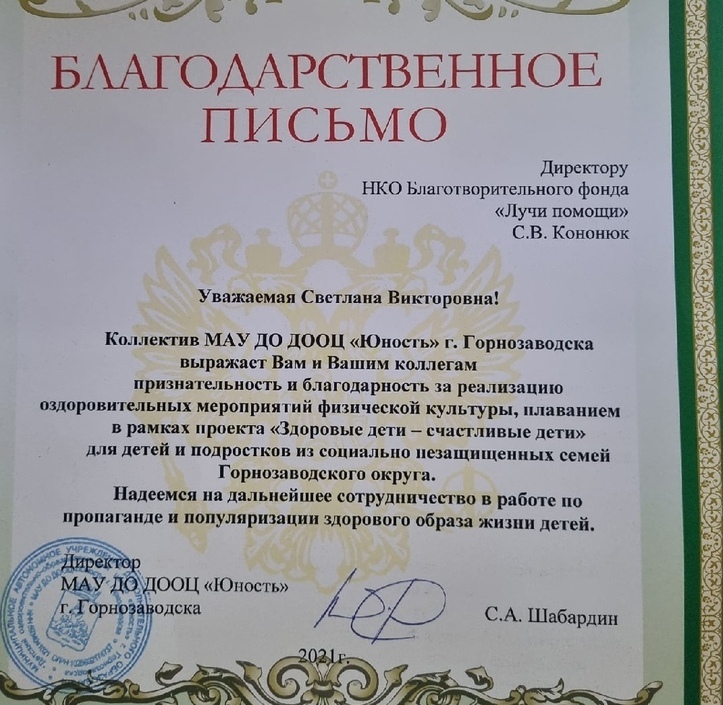 БЛАГОДАРСТВЕННОЕ
ПИСЬМО
Директору
НКО Благотворительного фонда
«Лучи помощи»
С.В. Кононюк
Уважаемая Светлана Викторовна!
Коллектив МАУ ДО ДООЦ «Юность» г. Горнозаводска
выражает Вам и Вашим коллегам
признательность и благодарность за реализацию
оздоровительных мероприятий физической культуры, плаванием
в рамках проекта «Здоровые дети – счастливые дети»
для детей и подростков из социально незащищенных семей
Горнозаводского округа.
Надеемся на дальнейшее сотрудничество в работе по
пропаганде и популяризации здорового образа жизни детей.
Директор
МАУ ДО ДООЦ «Юность»
г. Горнозаводска
С.А. Шабардин
2021г.